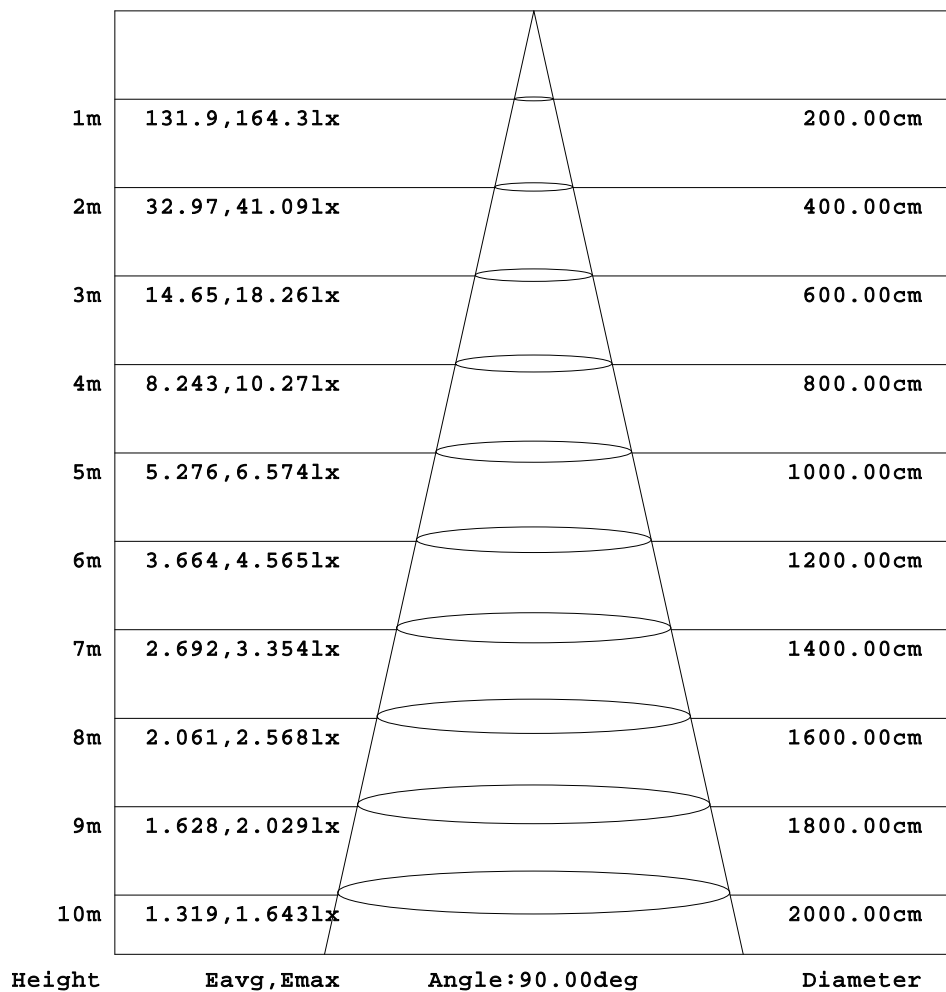 1m 131.9,164.3lx 200.00cm
2m 32.97,41.09lx 400.00cm
3m 14.65,18.26lx 600.00cm
4m 8.243,10.27lx 800.00cm
5m 5.276,6.574lx 1000.00cm
6m 3.664,4.565lx 1200.00cm
7m 2.692,3.354lx 1400.00cm
8m 2.061,2.568lx 1600.00cm
9m 1.628,2.029lx 1800.00cm
10m 1.319,1.643lx 2000.00cm
Height Eavg,Emax Angle:90.00deg Diameter